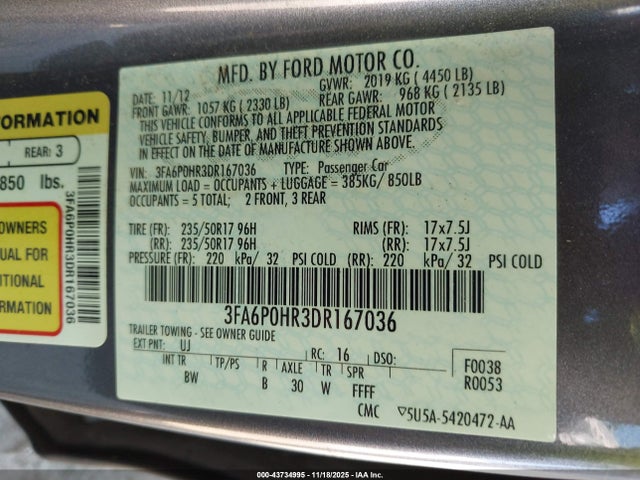 MFD. BY FORD MOTOR CO.
DATE: 11/12
GVWR: 2019 KG ( 4450 LB)
FRONT GAWR: 1057 KG ( 2330 LB)
REAR GAWR: 968 KG ( 2135 LB)
THIS VEHICLE CONFORMS TO ALL APPLICABLE FEDERAL MOTOR
VEHICLE SAFETY, BUMPER, AND THEFT PREVENTION STANDARDS
IN EFFECT ON THE DATE OF MANUFACTURE SHOWN ABOVE.
VIN: 3FA6P0HR3DR167036 TYPE: Passenger Car
MAXIMUM LOAD = OCCUPANTS + LUGGAGE = 385KG/ 850LB
OCCUPANTS = 5 TOTAL; 2 FRONT, 3 REAR
TIRE (FR): 235/50R17 96H RIMS (FR): 17x7.5J
(RR): 235/50R17 96H (RR): 17x7.5J
PRESSURE (FR): 220 kPa/ 32 PSI COLD (RR): 220 kPa/ 32 PSI COLD
3FA6P0HR3DR167036
TRAILER TOWING - SEE OWNER GUIDE
EXT PNT: UJ RC: 16 DSO: F0038
R0053
INT TR TP/PS R AXLE TR SPR
BW B 30 W FFFF
CMC ▽5U5A-5420472-AA
ORMATION
REAR: 3
850 lbs.
OWNERS
UAL FOR
ITIONAL
MATION
3FA6P0HR3DR167036
000-43734995 - 11/18/2025 - IAA Inc.